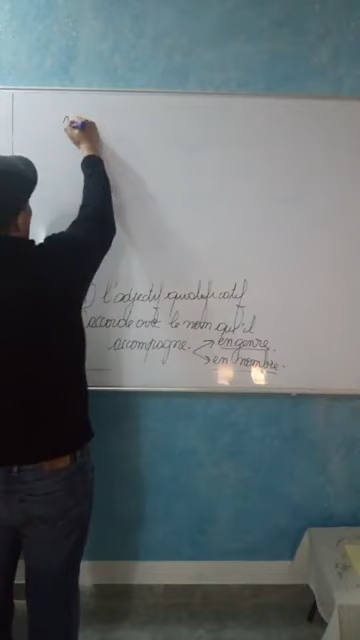 ) l'adjectif qualificatif
accorde avec le nom qu'il
accompagne. → en genre.
→ en nombre.